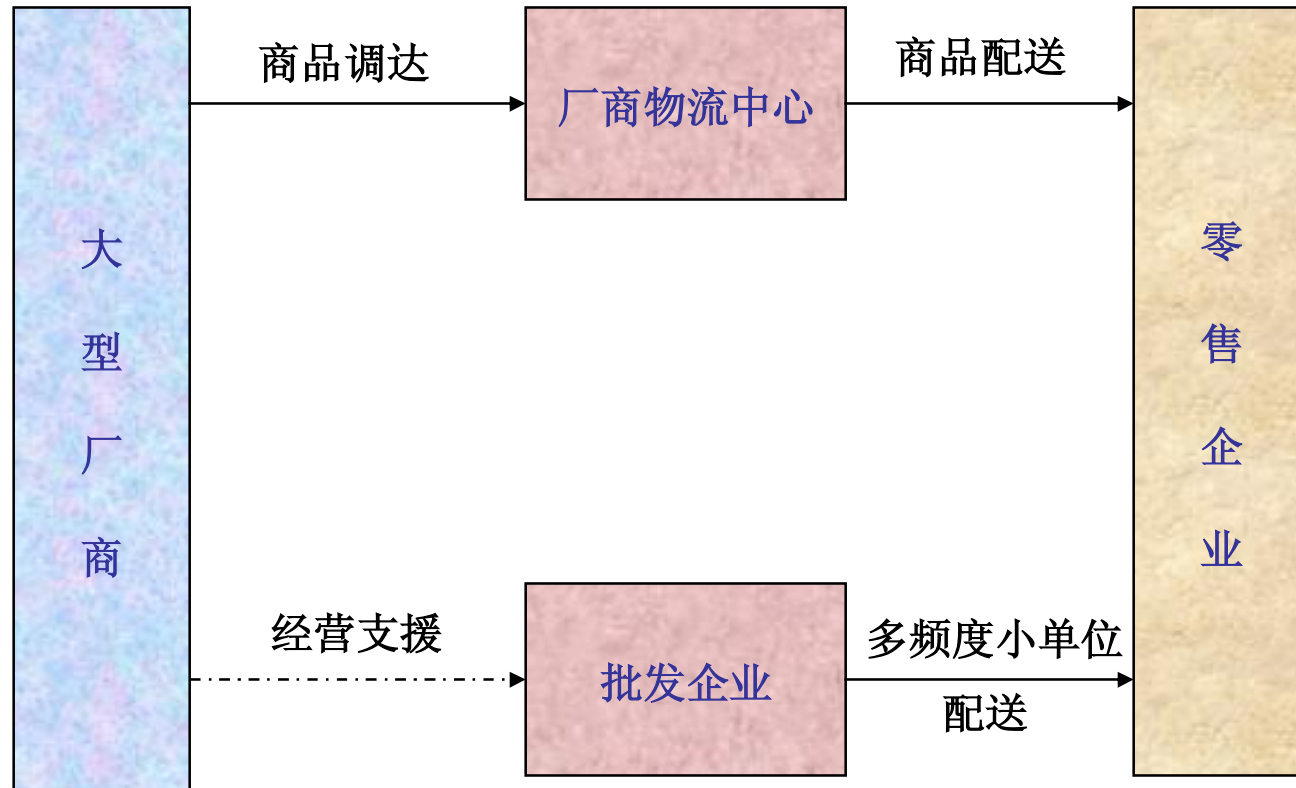 商品调达
商品配送
厂商物流中心
大型厂商
零售企业
经营支援
批发企业
多频度小单位
配送